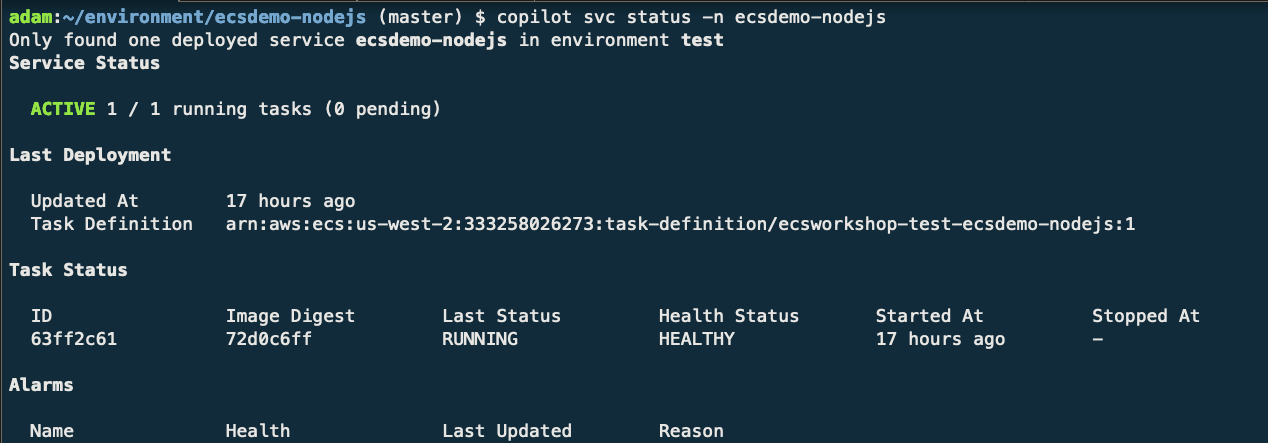 adam:~/environment/ecsdemo-nodejs (master) $ copilot svc status -n ecsdemo-nodejs
Only found one deployed service ecsdemo-nodejs in environment test
Service Status
ACTIVE 1 / 1 running tasks (0 pending)
Last Deployment
Updated At 17 hours ago
Task Definition arn:aws:ecs:us-west-2:333258026273:task-definition/ecsworkshop-test-ecsdemo-nodejs:1
Task Status
ID Image Digest Last Status Health Status Started At Stopped At
63ff2c61 72d0c6ff RUNNING HEALTHY 17 hours ago -
Alarms
Name Health Last Updated Reason